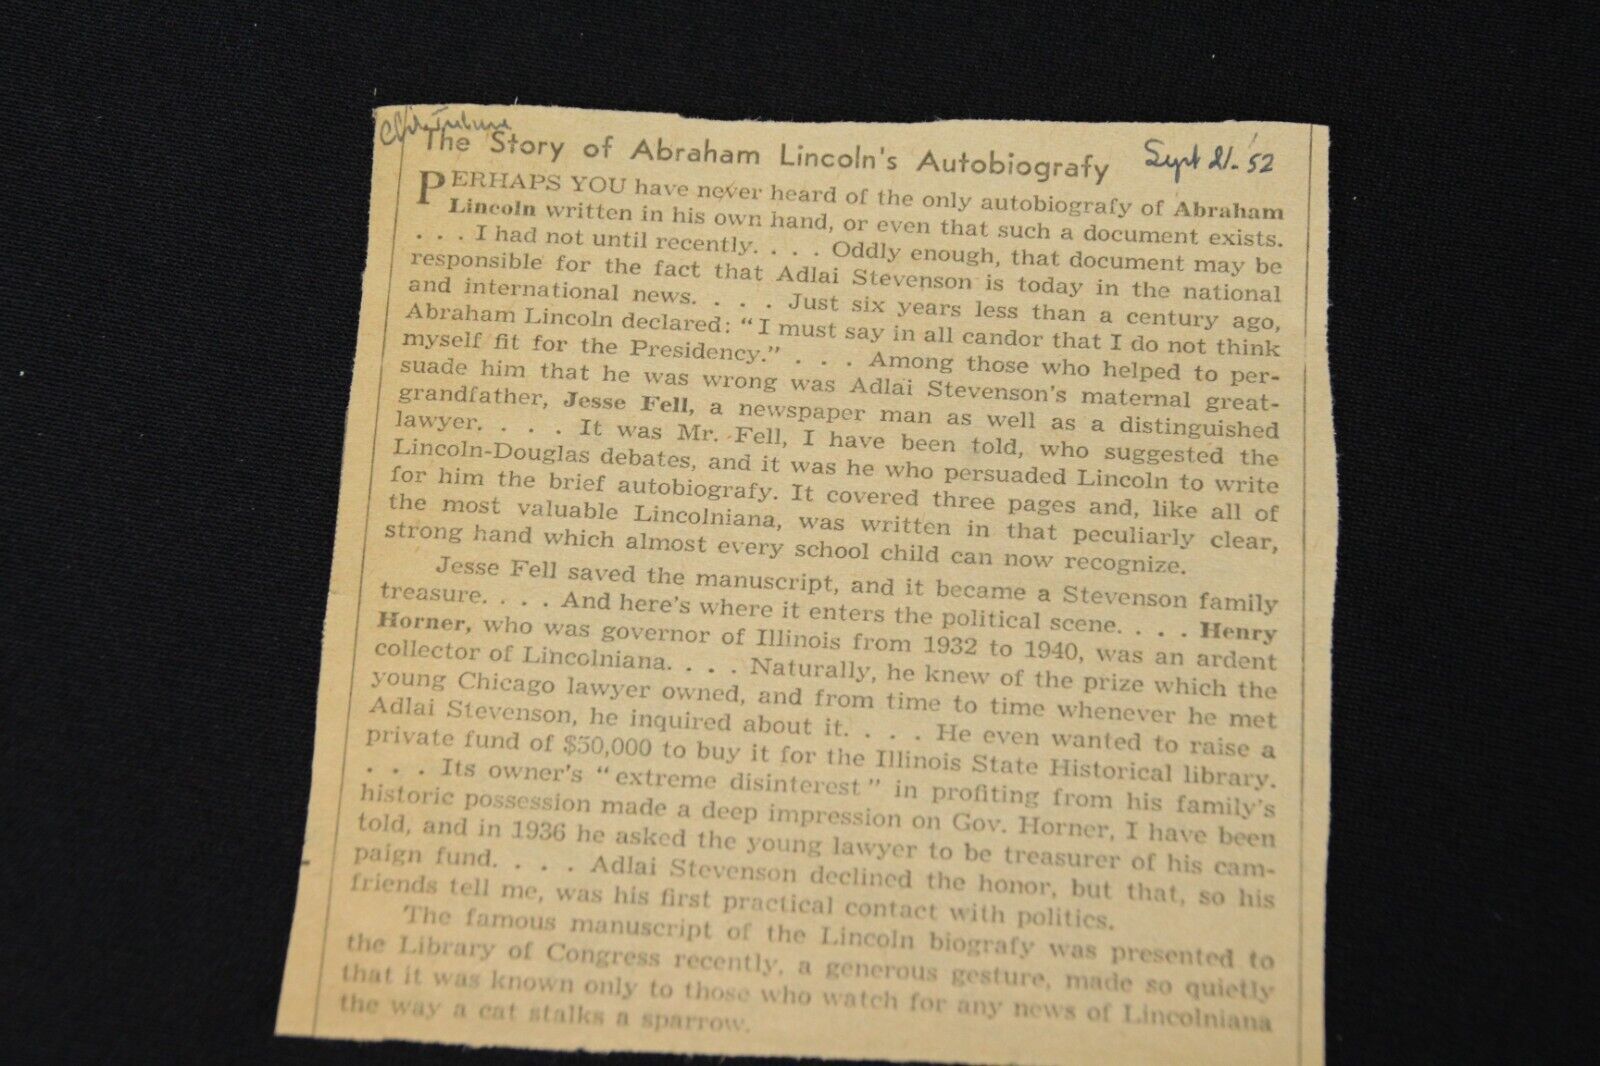 Chi. Tribune
The Story of Abraham Lincoln's Autobiografy Sept 21. '52
PERHAPS YOU have never heard of the only autobiografy of Abraham
Lincoln written in his own hand, or even that such a document exists.
. . . I had not until recently. . . . Oddly enough, that document may be
responsible for the fact that Adlai Stevenson is today in the national
and international news. . . . Just six years less than a century ago,
Abraham Lincoln declared: "I must say in all candor that I do not think
myself fit for the Presidency." . . . Among those who helped to per-
suade him that he was wrong was Adlai Stevenson's maternal great-
grandfather, Jesse Fell, a newspaper man as well as a distinguished
lawyer. . . . It was Mr. Fell, I have been told, who suggested the
Lincoln-Douglas debates, and it was he who persuaded Lincoln to write
for him the brief autobiografy. It covered three pages and, like all of
the most valuable Lincolniana, was written in that peculiarly clear,
strong hand which almost every school child can now recognize.
Jesse Fell saved the manuscript, and it became a Stevenson family
treasure. . . . And here's where it enters the political scene. . . . Henry
Horner, who was governor of Illinois from 1932 to 1940, was an ardent
collector of Lincolniana. . . . Naturally, he knew of the prize which the
young Chicago lawyer owned, and from time to time whenever he met
Adlai Stevenson, he inquired about it. . . . He even wanted to raise a
private fund of $50,000 to buy it for the Illinois State Historical library.
. . . Its owner's "extreme disinterest" in profiting from his family's
historic possession made a deep impression on Gov. Horner, I have been
told, and in 1936 he asked the young lawyer to be treasurer of his cam-
paign fund. . . . Adlai Stevenson declined the honor, but that, so his
friends tell me, was his first practical contact with politics.
The famous manuscript of the Lincoln biografy was presented to
the Library of Congress recently, a generous gesture, made so quietly
that it was known only to those who watch for any news of Lincolniana
the way a cat stalks a sparrow.